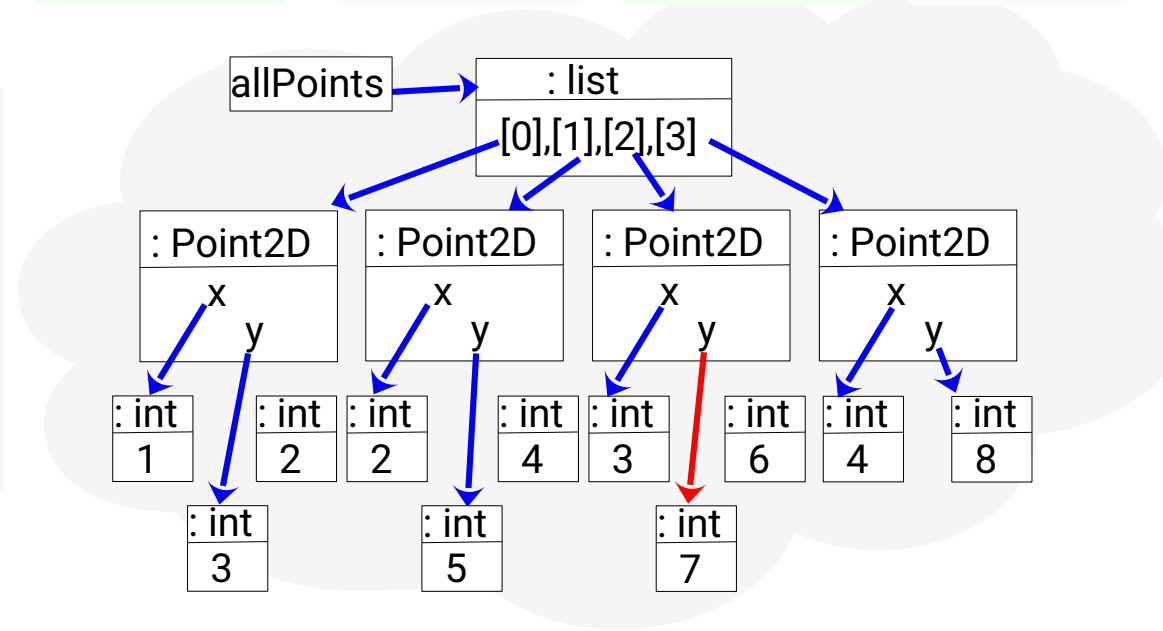 allPoints
: list
[0],[1],[2],[3]
: Point2D
x
y
: Point2D
x
y
: Point2D
x
y
: Point2D
x
y
: int
1
: int
2
: int
2
: int
4
: int
3
: int
6
: int
4
: int
8
: int
3
: int
5
: int
7